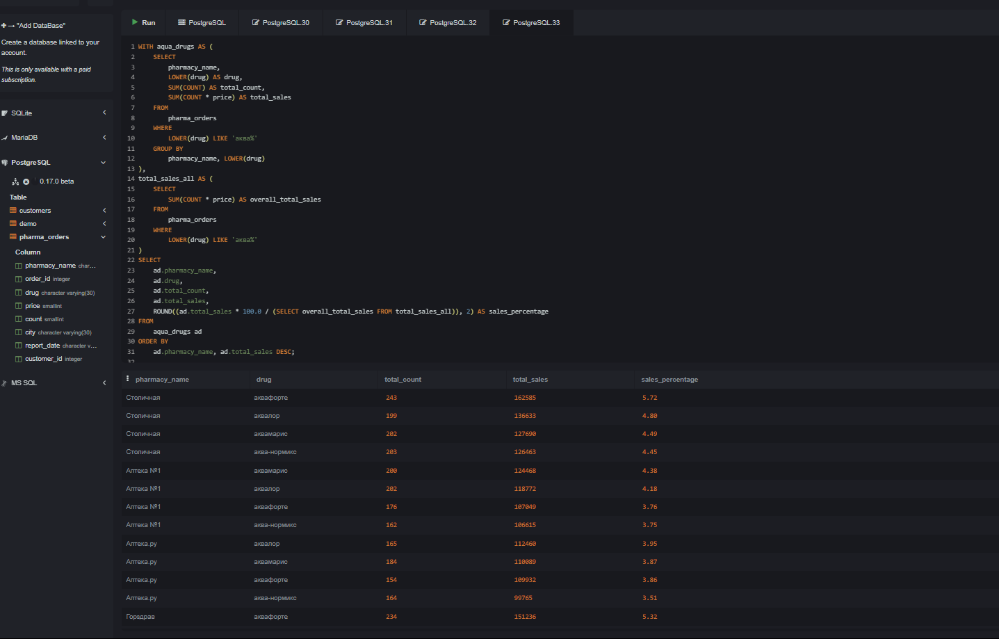 "Add DataBase"
Create a database linked to your
account.
This is only available with a paid
subscription.
SQLite
MariaDB
PostgreSQL
0.17.0 beta
Table
customers
demo
pharma_orders
Column
pharmacy_name char...
order_id integer
drug character varying(30)
price smallint
count smallint
city character varying(30)
report_date character v...
customer_id integer
MS SQL
Run PostgreSQL PostgreSQL.30 PostgreSQL.31 PostgreSQL.32 PostgreSQL.33
1 WITH aqua_drugs AS (
2 SELECT
3 pharmacy_name,
4 LOWER(drug) AS drug,
5 SUM(COUNT) AS total_count,
6 SUM(COUNT * price) AS total_sales
7 FROM
8 pharma_orders
9 WHERE
10 LOWER(drug) LIKE 'аква%'
11 GROUP BY
12 pharmacy_name, LOWER(drug)
13 ),
14 total_sales_all AS (
15 SELECT
16 SUM(COUNT * price) AS overall_total_sales
17 FROM
18 pharma_orders
19 WHERE
20 LOWER(drug) LIKE 'аква%'
21 )
22 SELECT
23 ad.pharmacy_name,
24 ad.drug,
25 ad.total_count,
26 ad.total_sales,
27 ROUND((ad.total_sales * 100.0 / (SELECT overall_total_sales FROM total_sales_all)), 2) AS sales_percentage
28 FROM
29 aqua_drugs ad
30 ORDER BY
31 ad.pharmacy_name, ad.total_sales DESC;
32
pharmacy_name drug total_count total_sales sales_percentage
Столичная аквафорте 243 162585 5.72
Столичная аквалор 199 136633 4.80
Столичная аквамарис 202 127690 4.49
Столичная аква-нормикс 203 126463 4.45
Аптека №1 аквамарис 200 124468 4.38
Аптека №1 аквалор 202 118772 4.18
Аптека №1 аквафорте 176 107049 3.76
Аптека №1 аква-нормикс 162 106615 3.75
Аптека.ру аквалор 165 112460 3.95
Аптека.ру аквамарис 184 110089 3.87
Аптека.ру аквафорте 154 109932 3.86
Аптека.ру аква-нормикс 164 99765 3.51
Горздрав аквафорте 234 151236 5.32